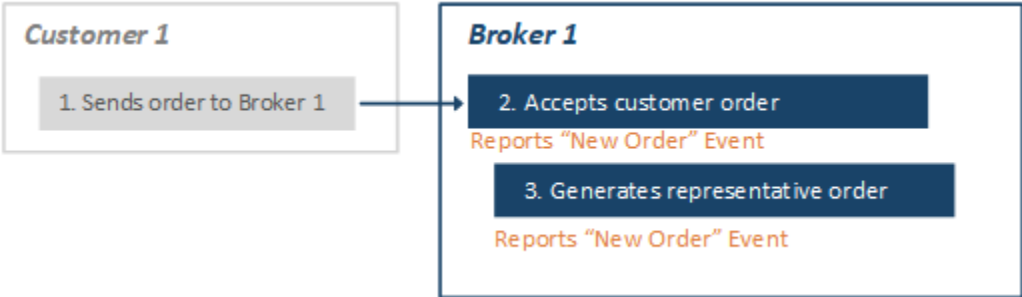 Customer 1
1. Sends order to Broker 1
Broker 1
2. Accepts customer order
Reports “New Order” Event
3. Generates representative order
Reports “New Order” Event